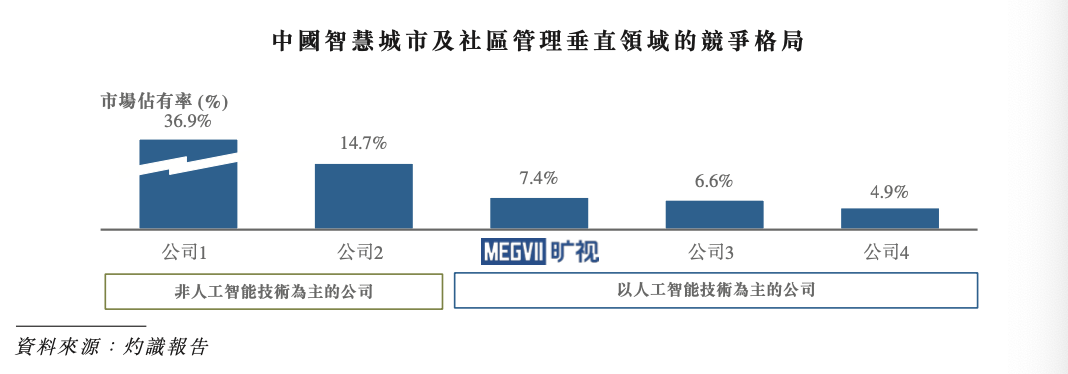 中國智慧城市及社區管理垂直領域的競爭格局
市場佔有率 (%)
36.9%
14.7%
7.4%
6.6%
4.9%
公司1
公司2
MEGVII 旷视
公司3
公司4
非人工智能技術為主的公司
以人工智能技術為主的公司
資料來源：灼識報告